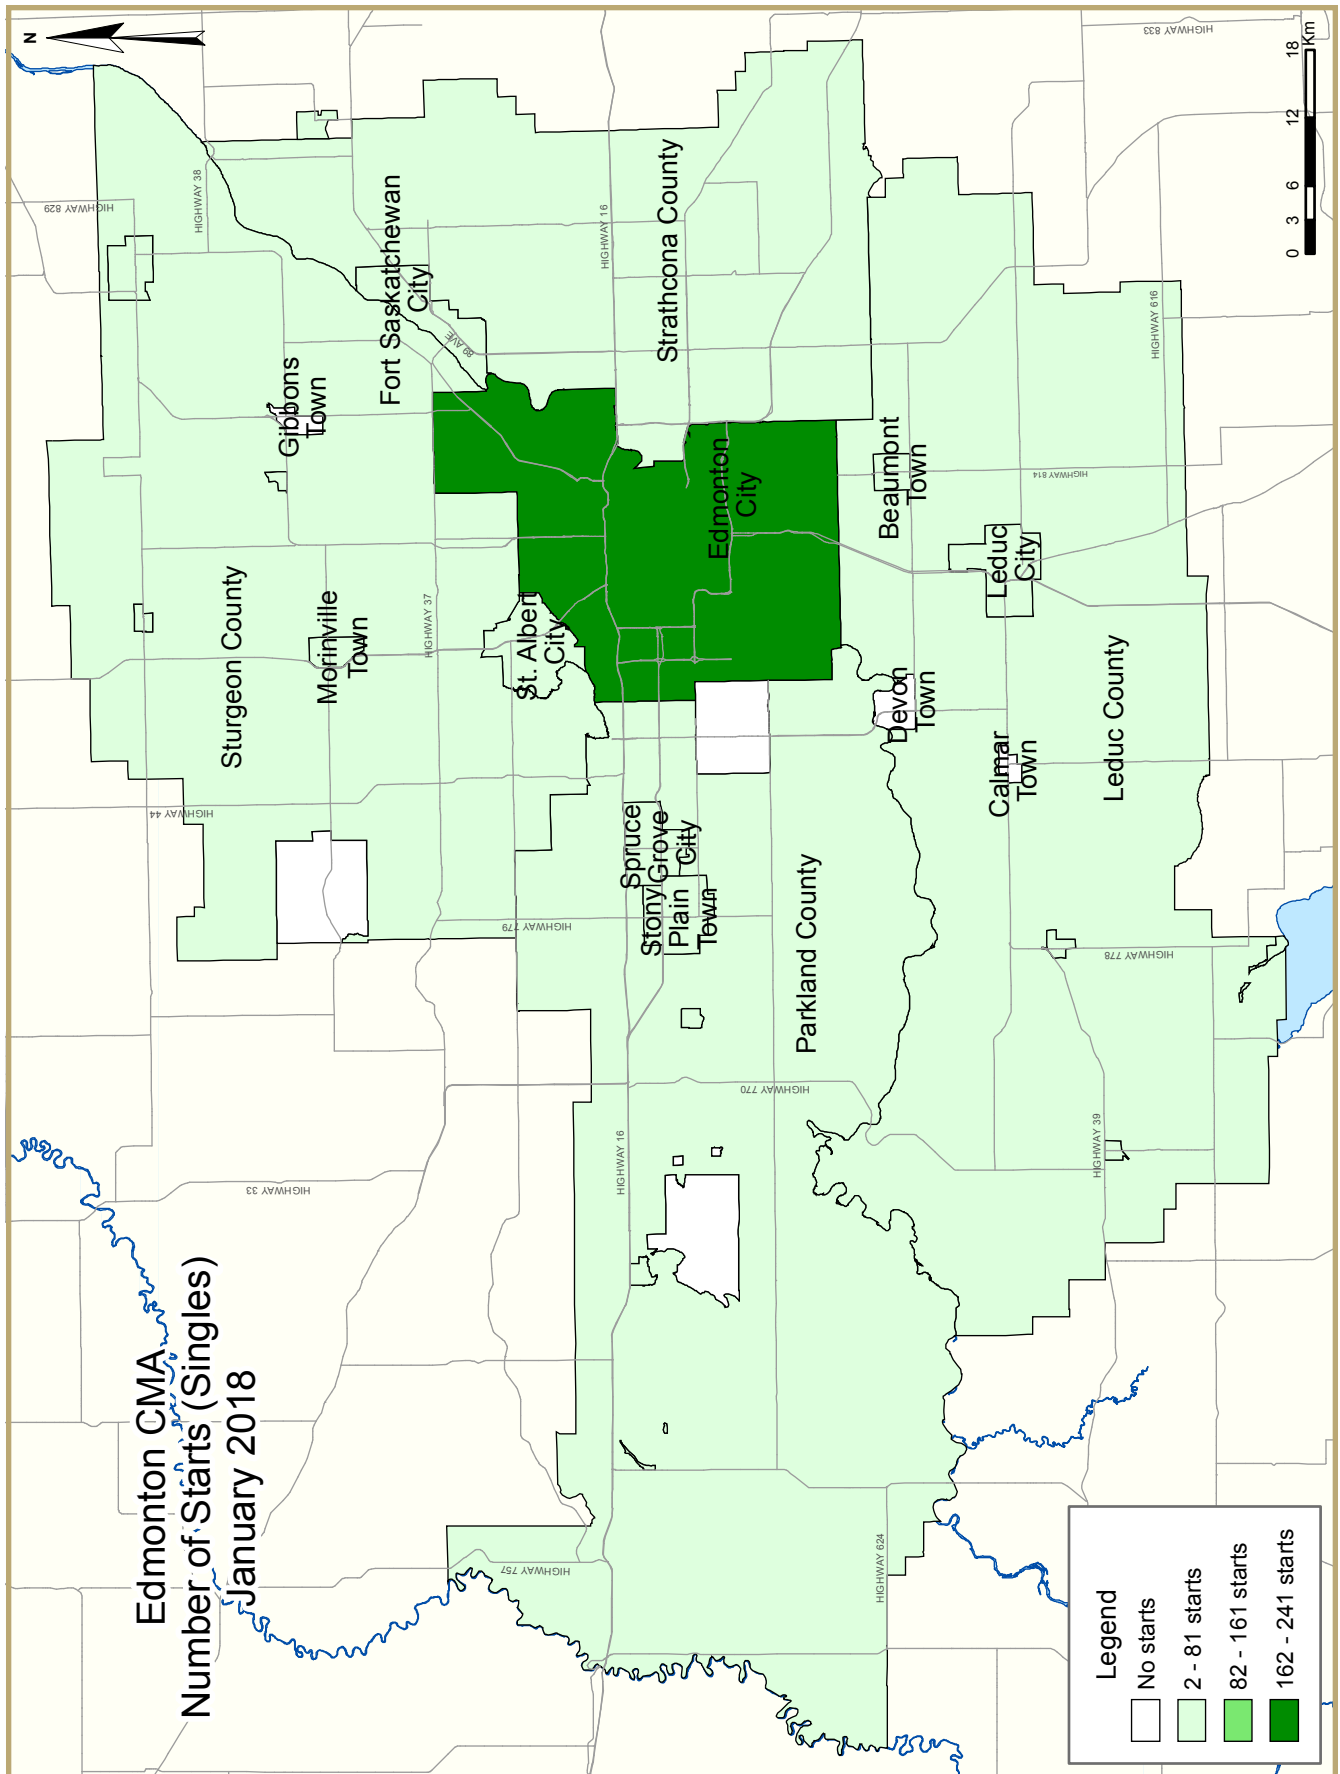 Edmonton CMA
Number of Starts (Singles)
January 2018
N
HIGHWAY 833
HIGHWAY 829
HIGHWAY 38
HIGHWAY 16
HIGHWAY 616
HIGHWAY 814
HIGHWAY 37
HIGHWAY 44
HIGHWAY 779
HIGHWAY 778
HIGHWAY 770
HIGHWAY 39
HIGHWAY 16
HIGHWAY 33
HIGHWAY 757
HIGHWAY 624
89 AVE
Fort Saskatchewan
City
Strathcona County
Gibbons
Town
Edmonton
City
Beaumont
Town
Leduc
City
Sturgeon County
Morinville
Town
St. Albert
City
Devon
Town
Calmar
Town
Leduc County
Spruce
Grove
City
Stony
Plain
Town
Parkland County
Legend
No starts
2 - 81 starts
82 - 161 starts
162 - 241 starts
0 3 6 12 18
Km